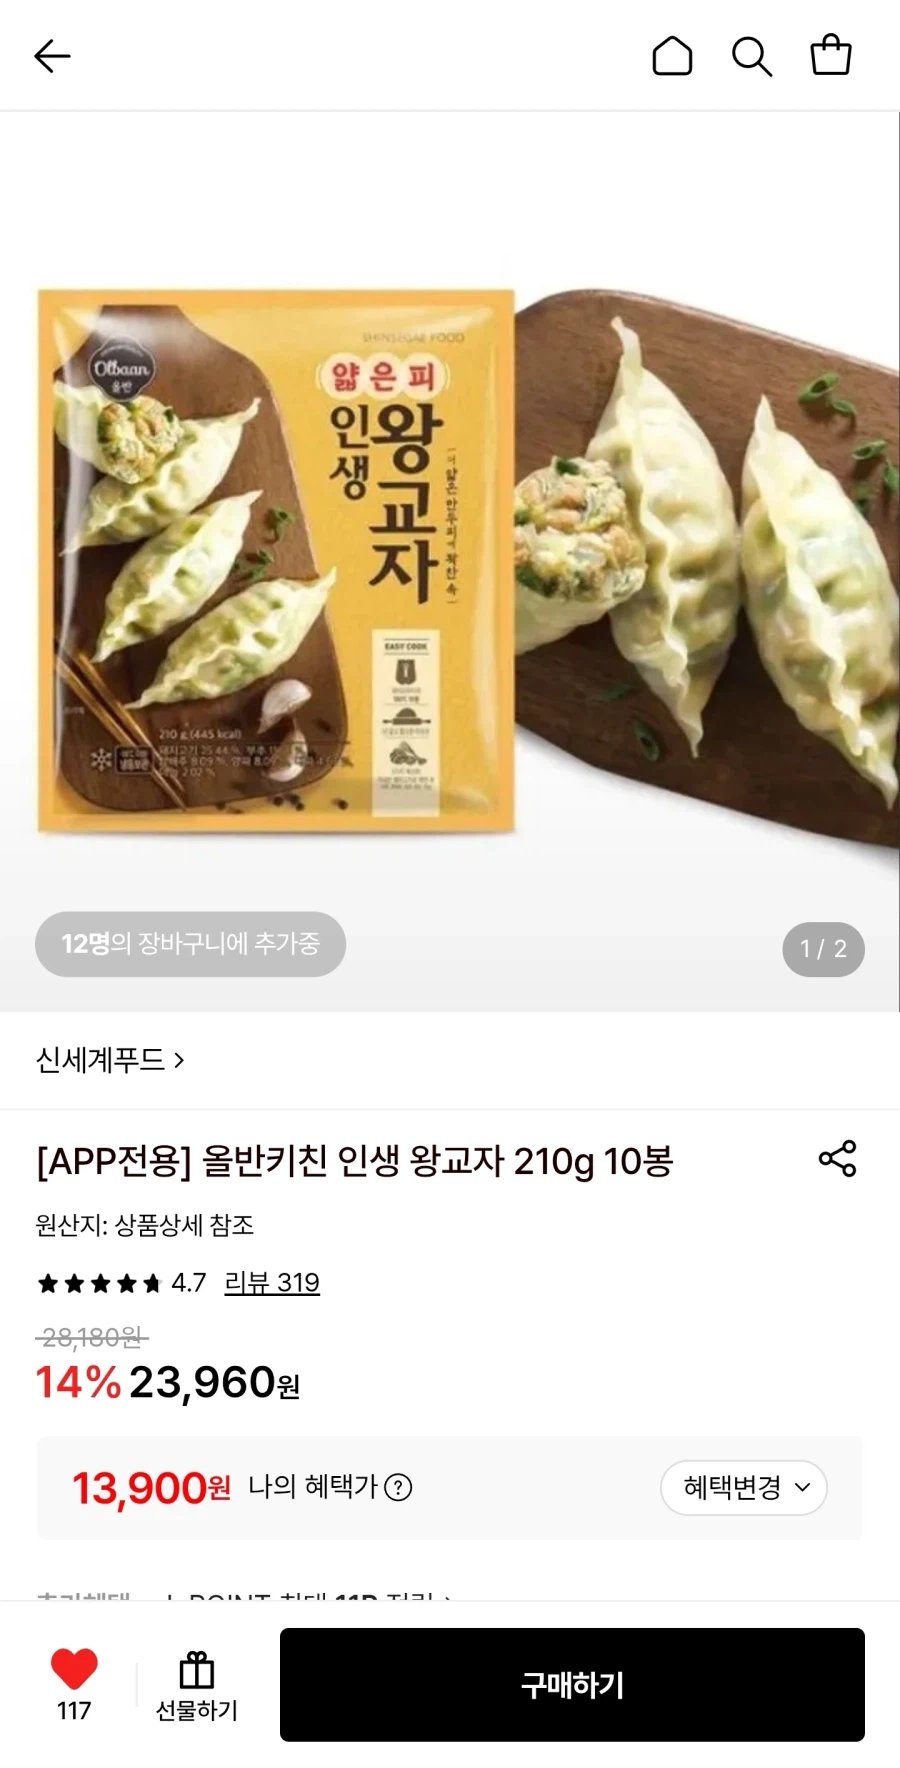 SHINSEGAE FOOD
Olbaan
올반
얇은피
인생
왕교자
EASY COOK
210 g (445 kcal)
12명의 장바구니에 추가중
1 / 2
신세계푸드
[APP전용] 올반키친 인생 왕교자 210g 10봉
원산지: 상품상세 참조
4.7 리뷰 319
28,180원
14% 23,960원
13,900원 나의 혜택가 ?
혜택변경
117
선물하기
구매하기